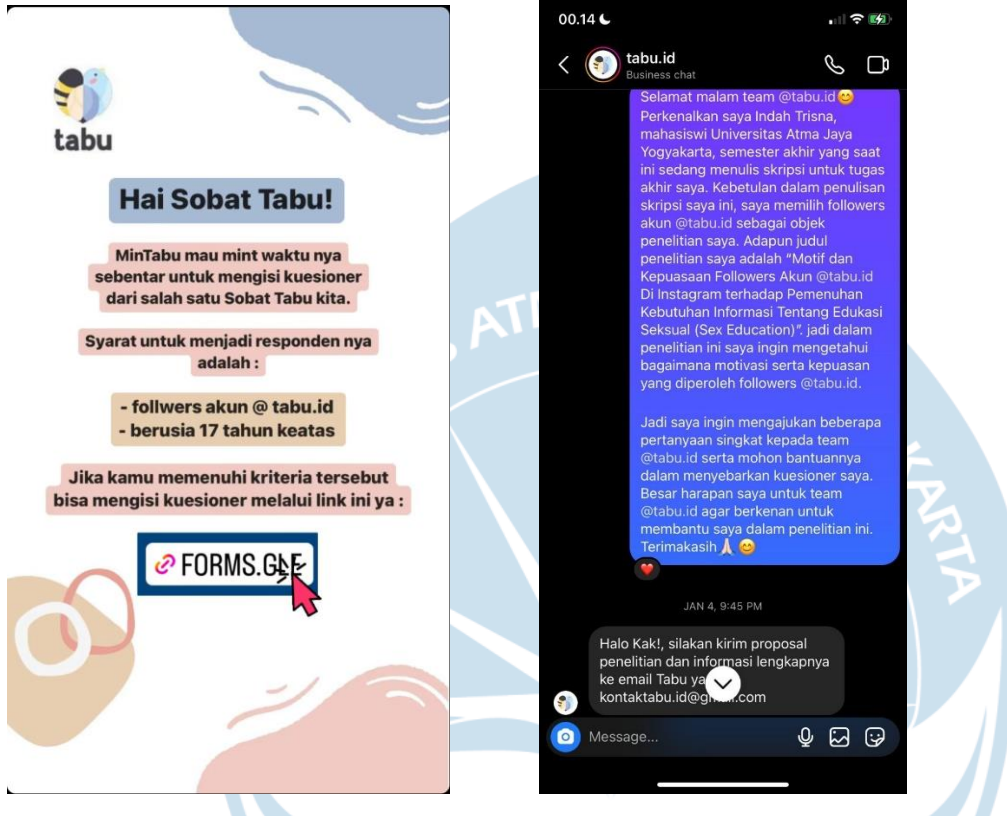 tabu
Hai Sobat Tabu!
MinTabu mau mint waktu nya
sebentar untuk mengisi kuesioner
dari salah satu Sobat Tabu kita.
Syarat untuk menjadi responden nya
adalah :
- follwers akun @ tabu.id
- berusia 17 tahun keatas
Jika kamu memenuhi kriteria tersebut
bisa mengisi kuesioner melalui link ini ya :
FORMS.GLE
00.14
tabu.id
Business chat
Selamat malam team @tabu.id😊
Perkenalkan saya Indah Trisna,
mahasiswi Universitas Atma Jaya
Yogyakarta, semester akhir yang saat
ini sedang menulis skripsi untuk tugas
akhir saya. Kebetulan dalam penulisan
skripsi saya ini, saya memilih followers
akun @tabu.id sebagai objek
penelitian saya. Adapun judul
penelitian saya adalah “Motif dan
Kepuasaan Followers Akun @tabu.id
Di Instagram terhadap Pemenuhan
Kebutuhan Informasi Tentang Edukasi
Seksual (Sex Education)”. jadi dalam
penelitian ini saya ingin mengetahui
bagaimana motivasi serta kepuasan
yang diperoleh followers @tabu.id.
Jadi saya ingin mengajukan beberapa
pertanyaan singkat kepada team
@tabu.id serta mohon bantuannya
dalam menyebarkan kuesioner saya.
Besar harapan saya untuk team
@tabu.id agar berkenan untuk
membantu saya dalam penelitian ini.
Terimakasih🙏🏻 😊
JAN 4, 9:45 PM
Halo Kak!, silakan kirim proposal
penelitian dan informasi lengkapnya
ke email Tabu ya
Message...